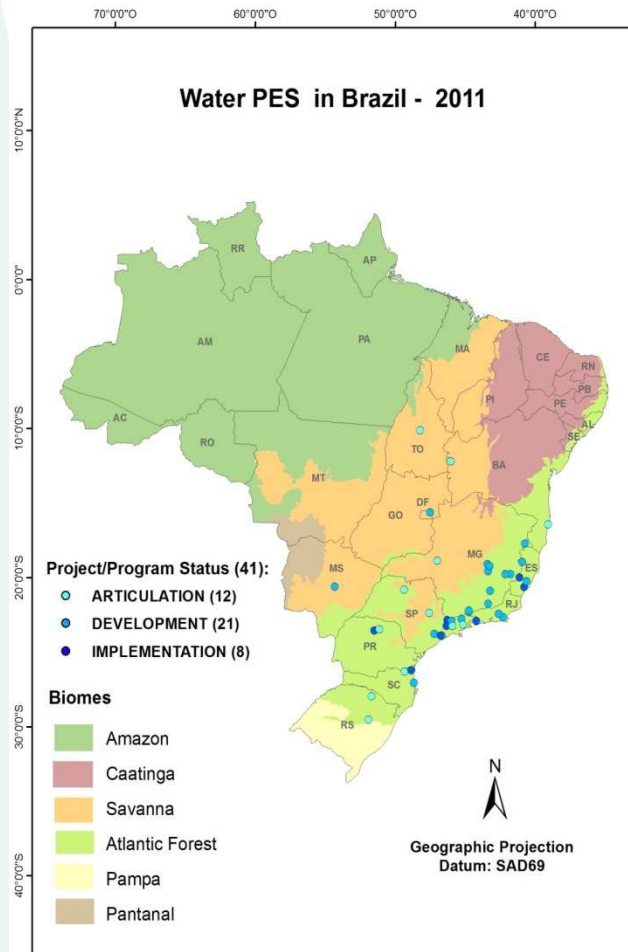 70°0'0"O 60°0'0"O 50°0'0"O 40°0'0"O
Water PES in Brazil - 2011
10°0'0"N
0°0'0"
10°0'0"S
20°0'0"S
30°0'0"S
40°0'0"S
RR
AP
AM
PA
MA
CE
RN
PB
PE
AL
SE
PI
AC
RO
TO
BA
MT
DF
GO
MG
ES
MS
SP
RJ
PR
SC
RS
Project/Program Status (41):
ARTICULATION (12)
DEVELOPMENT (21)
IMPLEMENTATION (8)
Biomes
Amazon
Caatinga
Savanna
Atlantic Forest
Pampa
Pantanal
N
Geographic Projection
Datum: SAD69